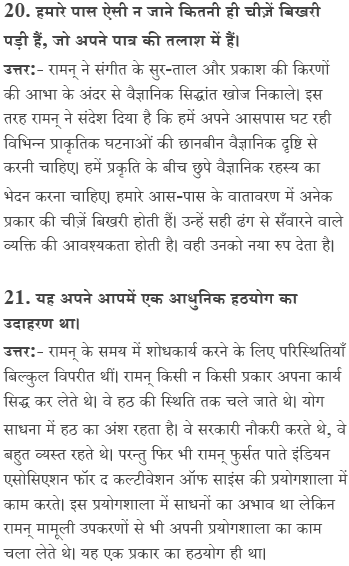 20. हमारे पास ऐसी न जाने कितनी ही चीज़ें बिखरी
पड़ी हैं, जो अपने पात्र की तलाश में हैं।
उत्तर:- रामन् ने संगीत के सुर-ताल और प्रकाश की किरणों
की आभा के अंदर से वैज्ञानिक सिद्धांत खोज निकाले। इस
तरह रामन् ने संदेश दिया है कि हमें अपने आसपास घट रही
विभिन्न प्राकृतिक घटनाओं की छानबीन वैज्ञानिक दृष्टि से
करनी चाहिए। हमें प्रकृति के बीच छुपे वैज्ञानिक रहस्य का
भेदन करना चाहिए। हमारे आस-पास के वातावरण में अनेक
प्रकार की चीज़ें बिखरी होती हैं। उन्हें सही ढंग से सँवारने वाले
व्यक्ति की आवश्यकता होती है। वही उनको नया रुप देता है।
21. यह अपने आपमें एक आधुनिक हठयोग का
उदाहरण था।
उत्तर:- रामन् के समय में शोधकार्य करने के लिए परिस्थितियाँ
बिल्कुल विपरीत थीं। रामन् किसी न किसी प्रकार अपना कार्य
सिद्ध कर लेते थे। वे हठ की स्थिति तक चले जाते थे। योग
साधना में हठ का अंश रहता है। वे सरकारी नौकरी करते थे, वे
बहुत व्यस्त रहते थे। परन्तु फिर भी रामन् फुर्सत पाते इंडियन
एसोसिएशन फॉर द कल्टीवेशन ऑफ साइंस की प्रयोगशाला में
काम करते। इस प्रयोगशाला में साधनों का अभाव था लेकिन
रामन् मामूली उपकरणों से भी अपनी प्रयोगशाला का काम
चला लेते थे। यह एक प्रकार का हठयोग ही था।